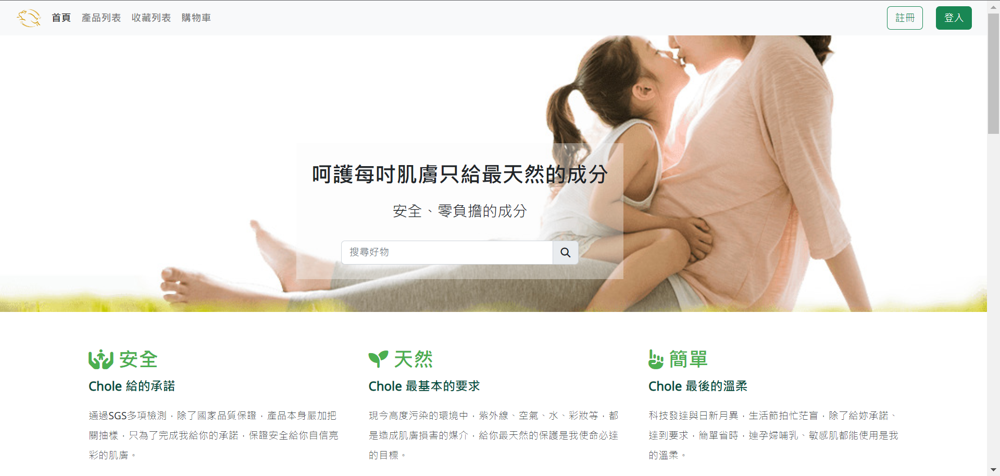 首頁 產品列表 收藏列表 購物車 註冊 登入
呵護每吋肌膚只給最天然的成分
安全、零負擔的成分
搜尋好物
安全
Chole 給的承諾
通過SGS多項檢測，除了國家品質保證，產品本身嚴加把
關抽樣，只為了完成我給你的承諾，保證安全給你自信亮
彩的肌膚。
天然
Chole 最基本的要求
現今高度污染的環境中，紫外線、空氣、水、彩妝等，都
是造成肌膚損害的媒介，給你最天然的保護是我使命必達
的目標。
簡單
Chole 最後的溫柔
科技發達與日新月異，生活節拍忙茫盲，除了給妳承諾、
達到要求，簡單省時，連孕婦哺乳、敏感肌都能使用是我
的溫柔。